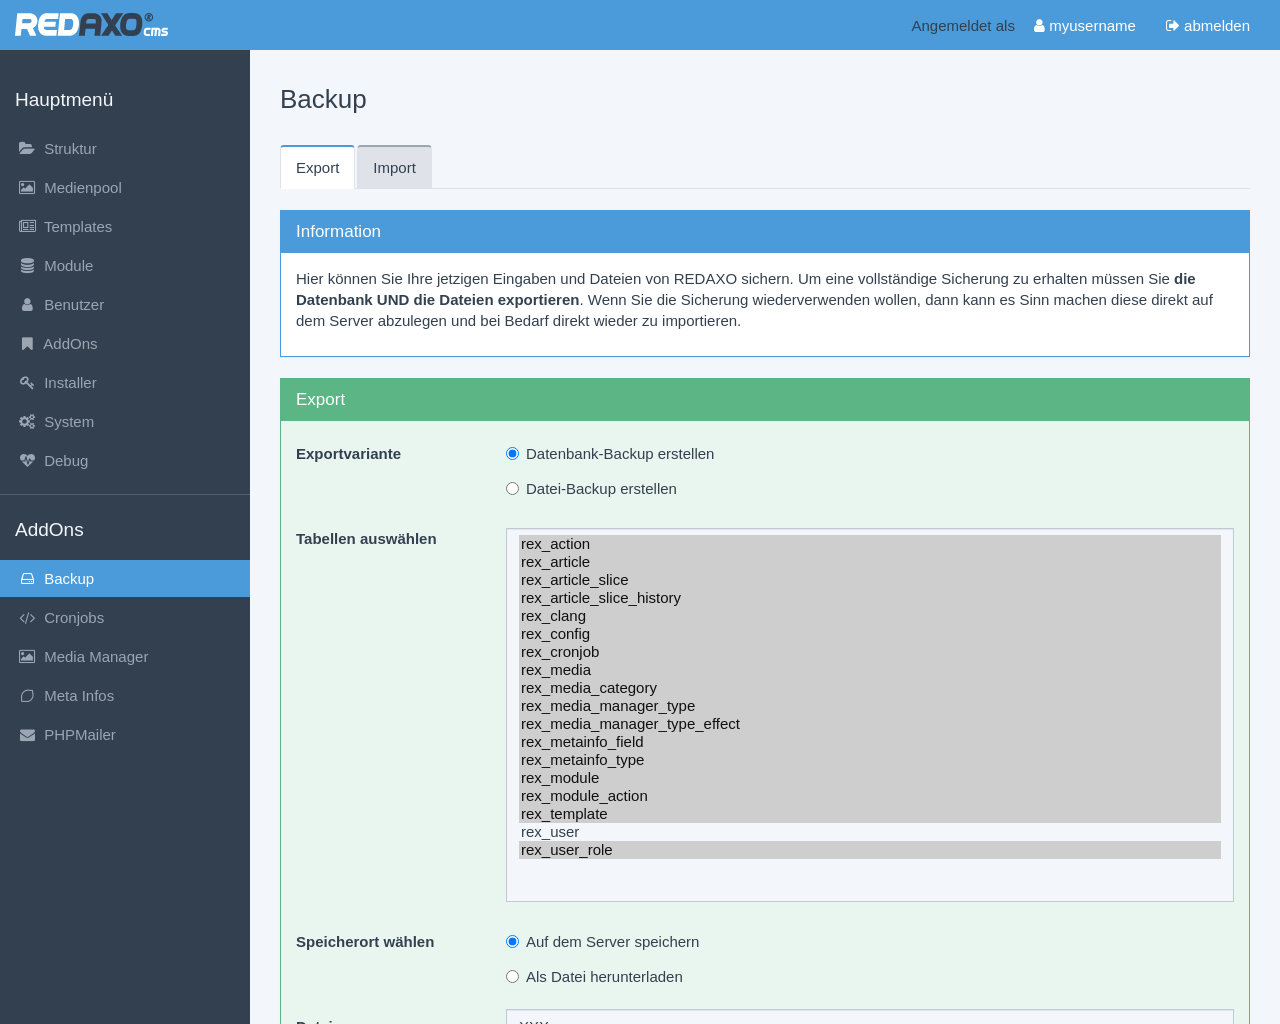 REDAXO® cms
Angemeldet als myusername abmelden
Hauptmenü
Struktur
Medienpool
Templates
Module
Benutzer
AddOns
Installer
System
Debug
AddOns
Backup
Cronjobs
Media Manager
Meta Infos
PHPMailer
Backup
Export Import
Information
Hier können Sie Ihre jetzigen Eingaben und Dateien von REDAXO sichern. Um eine vollständige Sicherung zu erhalten müssen Sie die
Datenbank UND die Dateien exportieren. Wenn Sie die Sicherung wiederverwenden wollen, dann kann es Sinn machen diese direkt auf
dem Server abzulegen und bei Bedarf direkt wieder zu importieren.
Export
Exportvariante
Datenbank-Backup erstellen
Datei-Backup erstellen
Tabellen auswählen
rex_action
rex_article
rex_article_slice
rex_article_slice_history
rex_clang
rex_config
rex_cronjob
rex_media
rex_media_category
rex_media_manager_type
rex_media_manager_type_effect
rex_metainfo_field
rex_metainfo_type
rex_module
rex_module_action
rex_template
rex_user
rex_user_role
Speicherort wählen
Auf dem Server speichern
Als Datei herunterladen